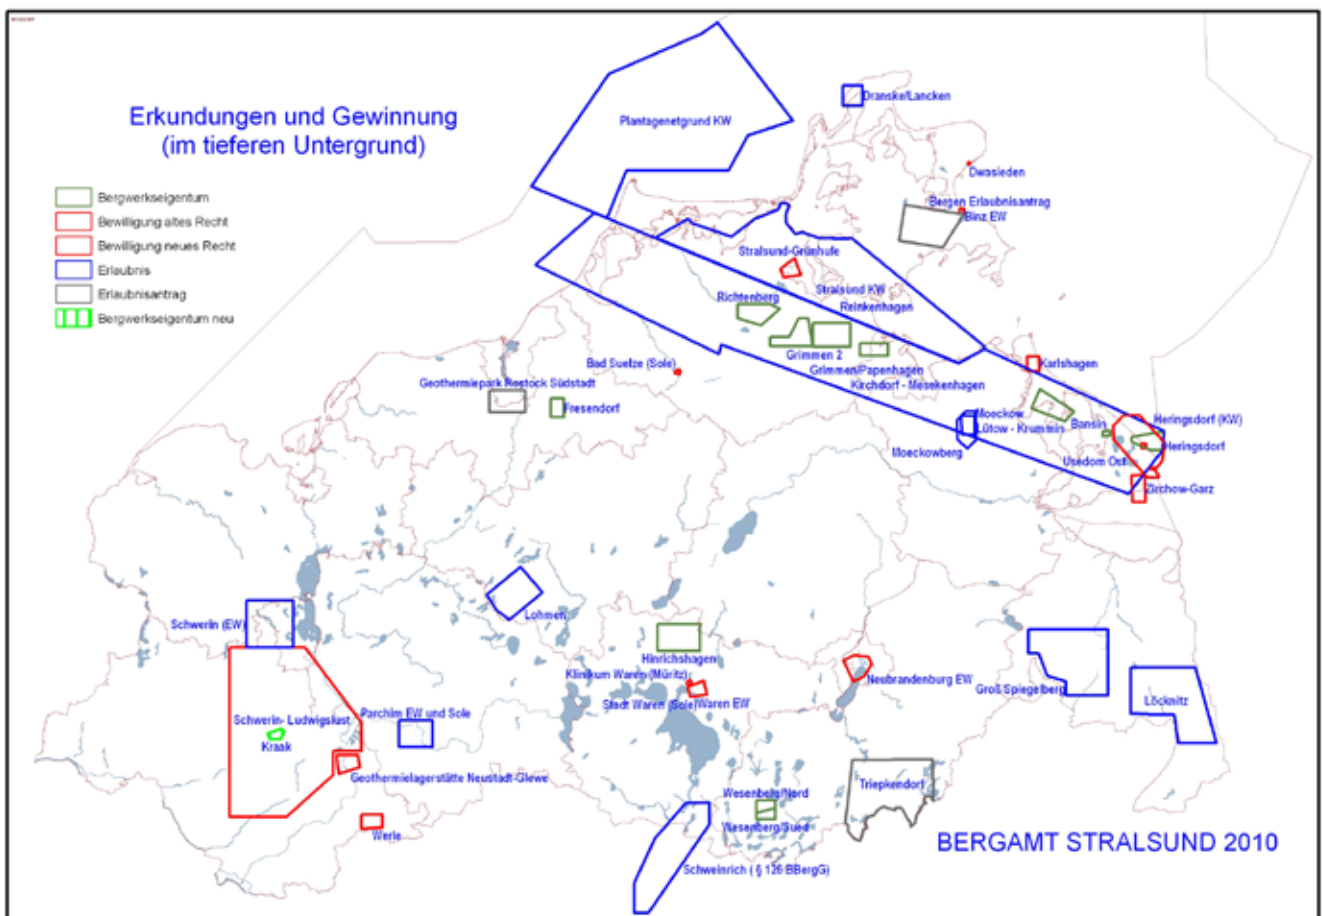 Erkundungen und Gewinnung
(im tieferen Untergrund)
Bergwerkseigentum
Bewilligung altes Recht
Bewilligung neues Recht
Erlaubnis
Erlaubnisantrag
Bergwerkseigentum neu
Plantagenetgrund KW
Dranske/Lancken
Dwasieden
Bergen Erlaubnisantrag
Binz EW
Stralsund-Grünhufe
Stralsund KW
Richtenberg
Reinkenhagen
Grimmen 2
Bad Suelze (Sole)
Grimmen/Papenhagen
Karlshagen
Geothermiepark Rostock Südstadt
Kirchdorf - Mesekenhagen
Fresendorf
Moeckow
Heringsdorf (KW)
Lütow - Krummin
Bansin
Heringsdorf
Moeckowberg
Usedom Ost
Zirchow-Garz
Schwerin (EW)
Lohmen
Hinrichshagen
Klinikum Waren (Müritz)
Neubrandenburg EW
Groß Spiegelberg
Stadt Waren (Sole)
Waren EW
Löcknitz
Schwerin- Ludwigslust
Parchim EW und Sole
Kraak
Geothermielagerstätte Neustadt-Glewe
Triepkendorf
Wesenberg/Nord
Werle
Wesenberg/Sued
BERGAMT STRALSUND 2010
Schweinrich ( § 126 BBergG)